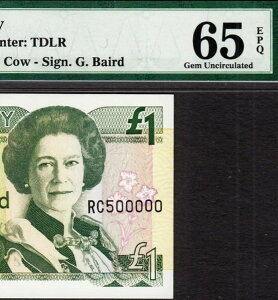 Y
nter: TDLR
Cow - Sign. G. Baird
65
EPQ
Gem Uncirculated
Y
£1
d
RC500000
£1